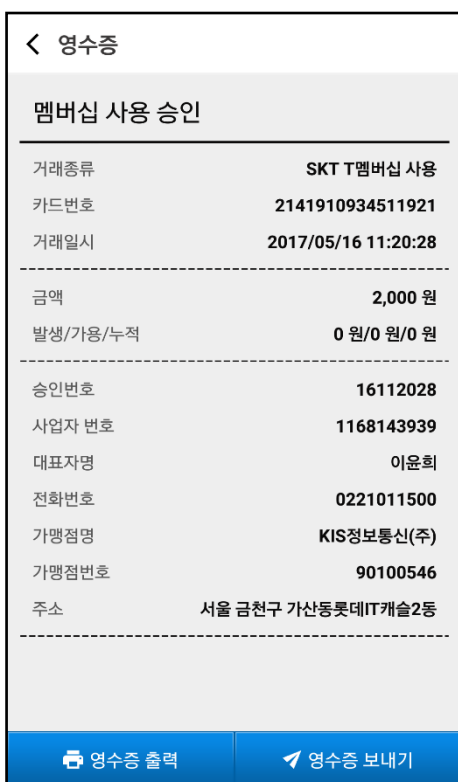 영수증
멤버십 사용 승인
거래종류 SKT T멤버십 사용
카드번호 2141910934511921
거래일시 2017/05/16 11:20:28
금액 2,000 원
발생/가용/누적 0 원/0 원/0 원
승인번호 16112028
사업자 번호 1168143939
대표자명 이윤희
전화번호 0221011500
가맹점명 KIS정보통신(주)
가맹점번호 90100546
주소 서울 금천구 가산동롯데IT캐슬2동
영수증 출력 영수증 보내기